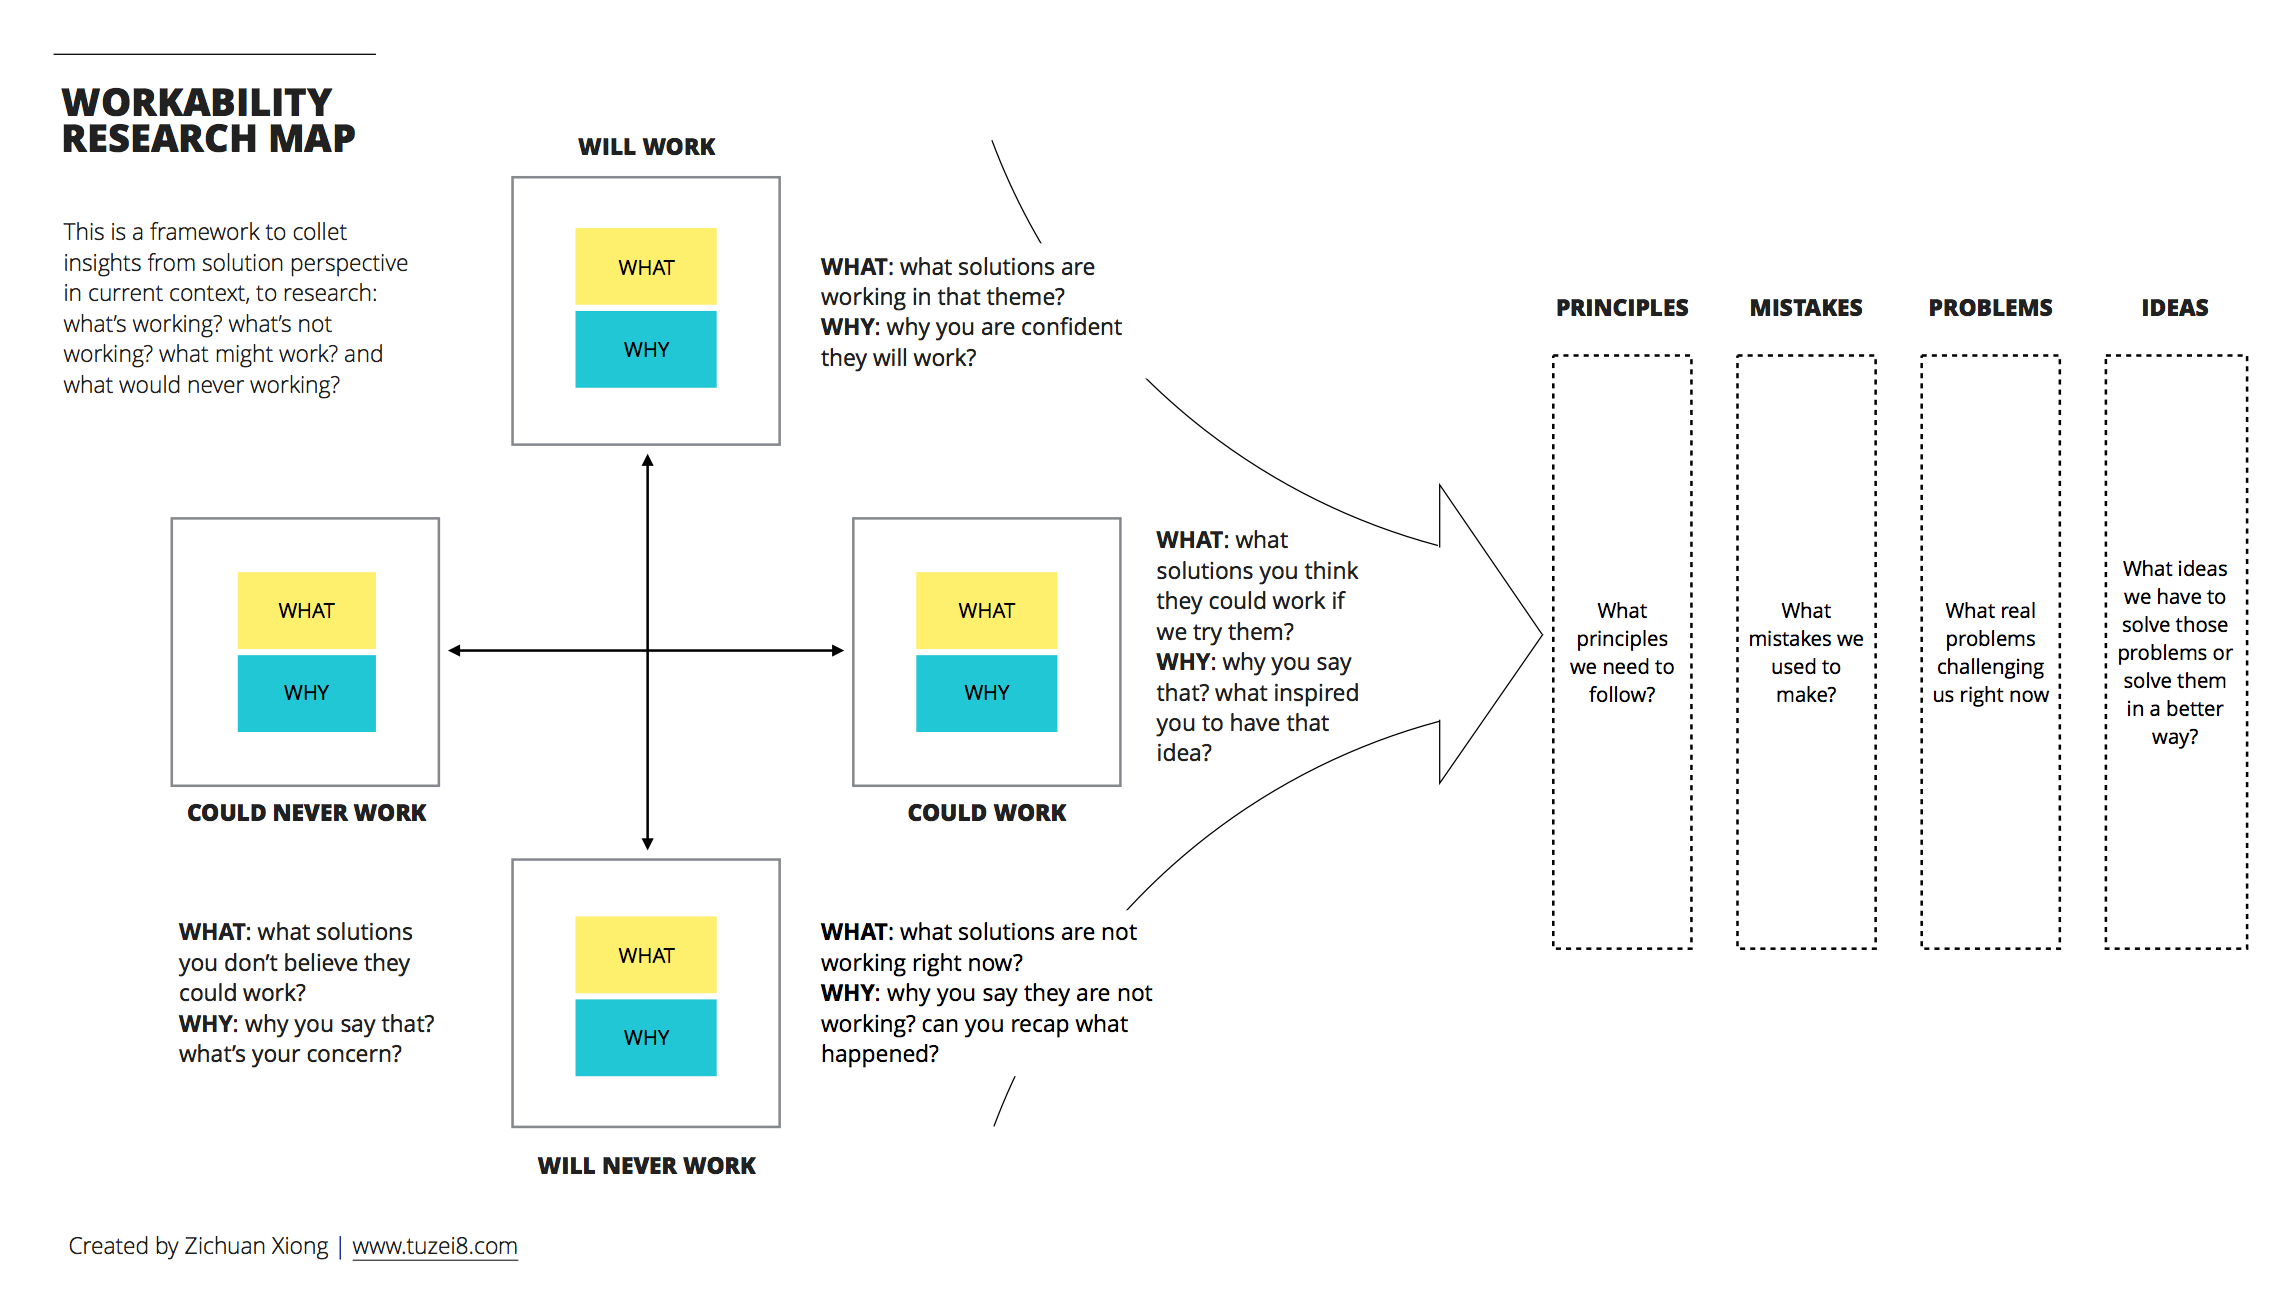 WORKABILITY
RESEARCH MAP
This is a framework to collet
insights from solution perspective
in current context, to research:
what's working? what's not
working? what might work? and
what would never working?
WILL WORK
WHAT
WHY
WHAT: what solutions are
working in that theme?
WHY: why you are confident
they will work?
WHAT
WHY
COULD NEVER WORK
WHAT: what solutions
you don't believe they
could work?
WHY: why you say that?
what's your concern?
WHAT
WHY
COULD WORK
WHAT: what
solutions you think
they could work if
we try them?
WHY: why you say
that? what inspired
you to have that
idea?
WHAT
WHY
WILL NEVER WORK
WHAT: what solutions are not
working right now?
WHY: why you say they are not
working? can you recap what
happened?
PRINCIPLES
What
principles
we need to
follow?
MISTAKES
What
mistakes we
used to
make?
PROBLEMS
What real
problems
challenging
us right now
IDEAS
What ideas
we have to
solve those
problems or
solve them
in a better
way?
Created by Zichuan Xiong | www.tuzei8.com